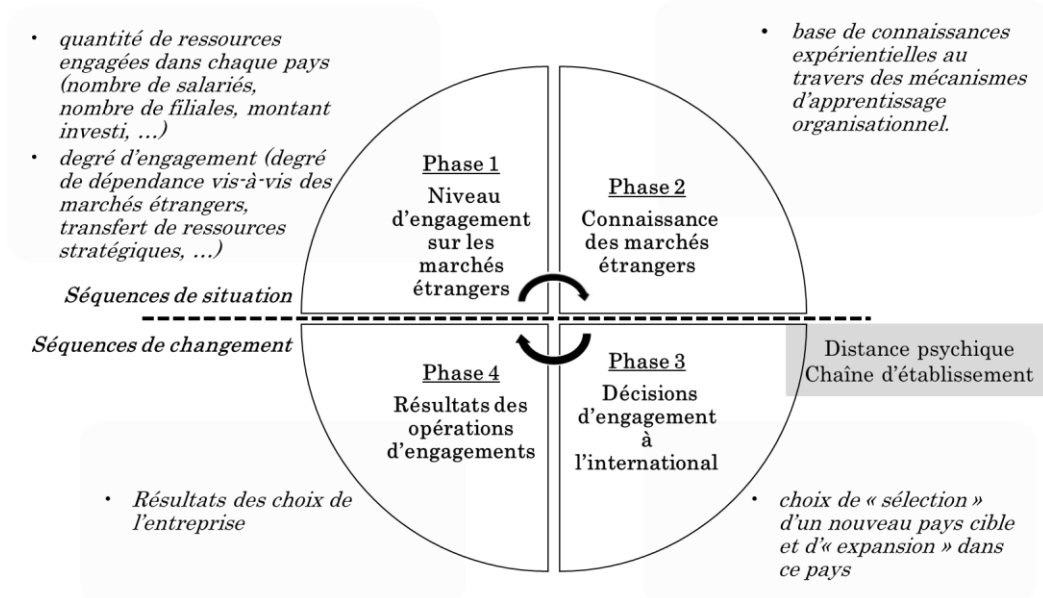 • quantité de ressources
engagées dans chaque pays
(nombre de salariés,
nombre de filiales, montant
investi, …)
• degré d'engagement (degré
de dépendance vis-à-vis des
marchés étrangers,
transfert de ressources
stratégiques, …)
• base de connaissances
expérientielles au
travers des mécanismes
d'apprentissage
organisationnel.
Phase 1
Niveau
d'engagement
sur les
marchés
étrangers
Phase 2
Connaissance
des marchés
étrangers
Séquences de situation
Séquences de changement
Distance psychique
Chaîne d'établissement
Phase 4
Résultats des
opérations
d'engagements
Phase 3
Décisions
d'engagement
à
l'international
• Résultats des choix de
l'entreprise
• choix de « sélection »
d'un nouveau pays cible
et d'« expansion » dans
ce pays